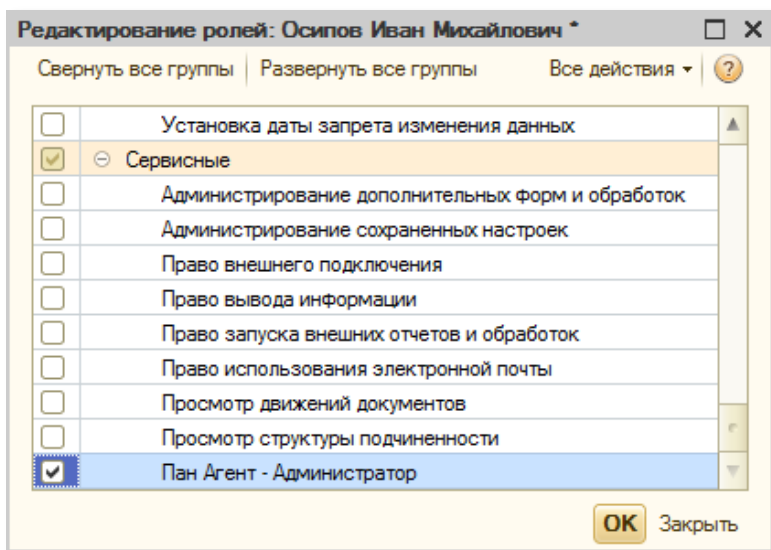 Редактирование ролей: Осипов Иван Михайлович *
Свернуть все группы Развернуть все группы Все действия ?
Установка даты запрета изменения данных
Сервисные
Администрирование дополнительных форм и обработок
Администрирование сохраненных настроек
Право внешнего подключения
Право вывода информации
Право запуска внешних отчетов и обработок
Право использования электронной почты
Просмотр движений документов
Просмотр структуры подчиненности
Пан Агент - Администратор
OK Закрыть